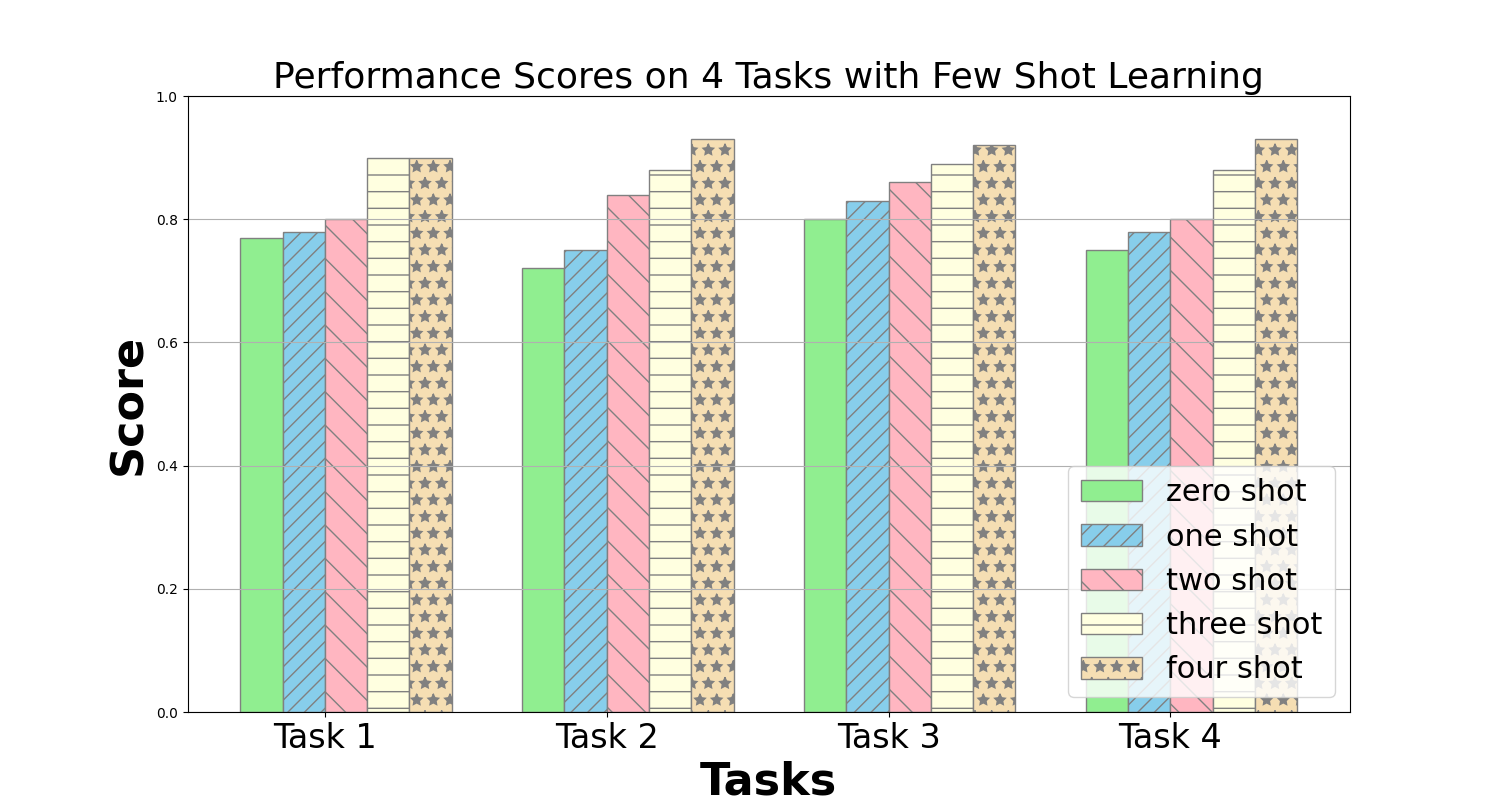 Performance Scores on 4 Tasks with Few Shot Learning
1.0
0.8
0.6
0.4
0.2
0.0
Score
Task 1 Task 2 Task 3 Task 4
Tasks
zero shot
one shot
two shot
three shot
four shot